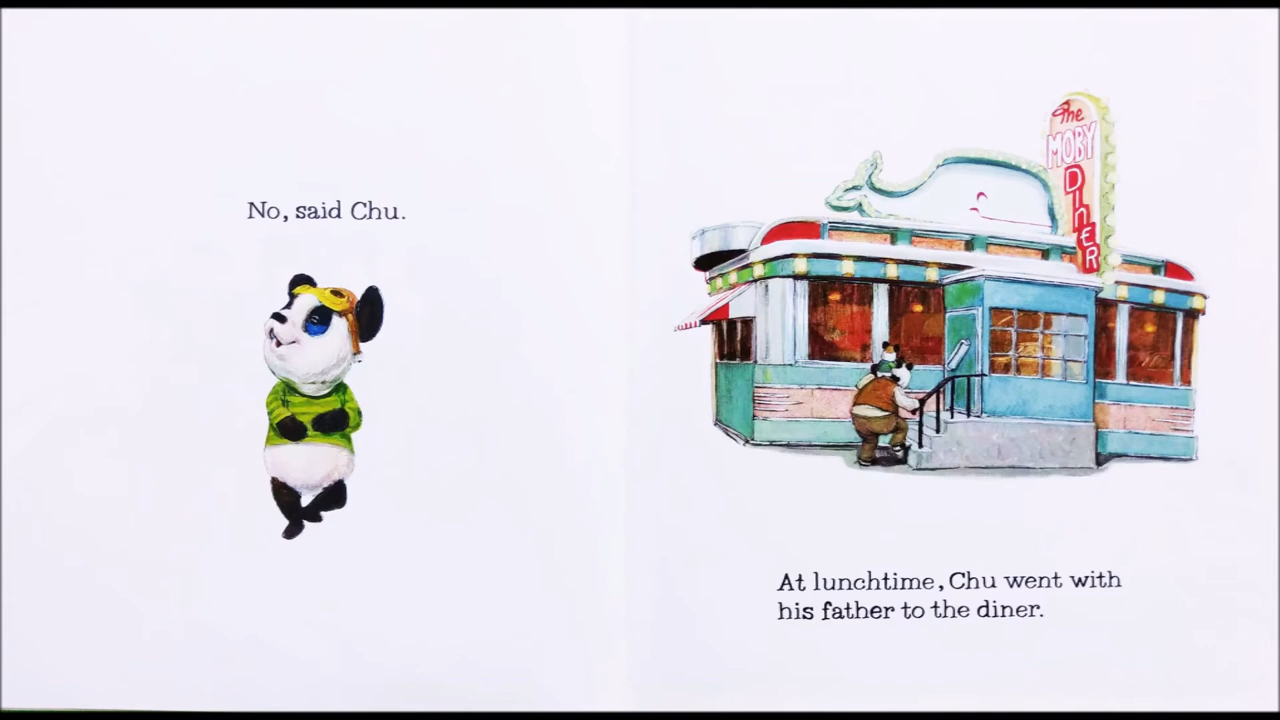 No, said Chu.
The
MOBY
DinER
At lunchtime, Chu went with
his father to the diner.